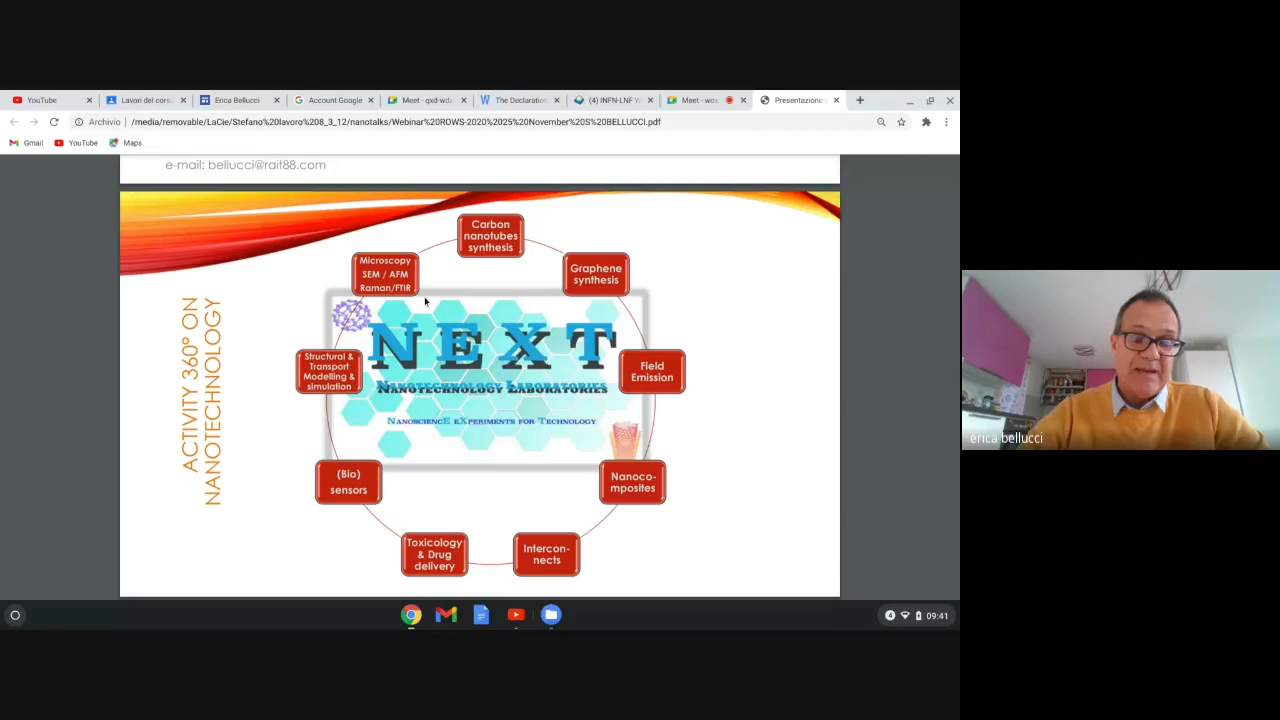 YouTube
Lavori del corso
Erica Bellucci
Account Google
Meet - qxd-wde
The Declaration
(4) INFN-LNF W
Meet - wox
Presentazione s
Archivio
/media/removable/LaCie/Stefano%20lavoro%208_3_12/nanotalks/Webinar%20ROWS-2020%2025%20November%20S%20BELLUCCI.pdf
Gmail
YouTube
Maps
e-mail: bellucci@rait88.com
ACTIVITY 360° ON
NANOTECHNOLOGY
Carbon
nanotubes
synthesis
Graphene
synthesis
Field
Emission
Nanoco-
mposites
Intercon-
nects
Toxicology
& Drug
delivery
(Bio)
sensors
Structural &
Transport
Modelling &
simulation
Microscopy
SEM / AFM
Raman/FTIR
NEXT
NANOTECHNOLOGY LABORATORIES
NANOSCIENCE EXPERIMENTS FOR TECHNOLOGY
erica bellucci
4
09:41